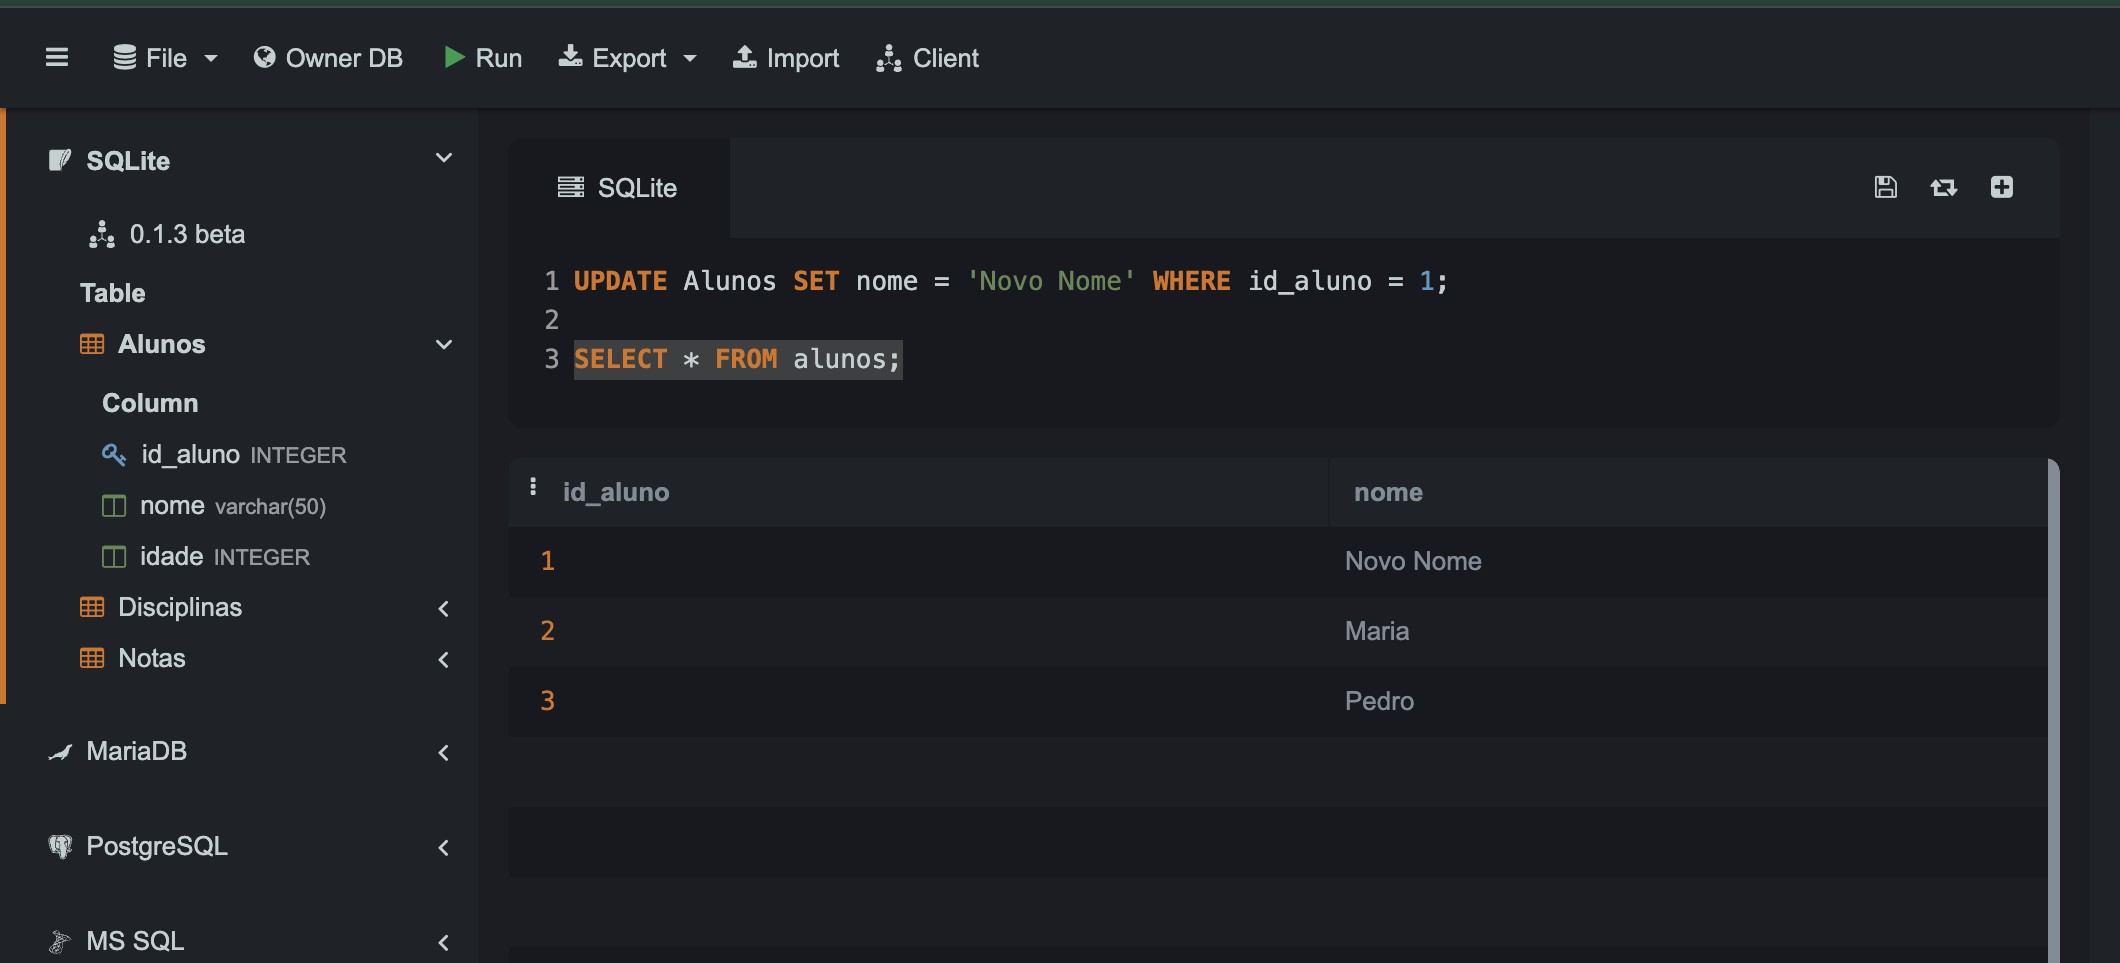 File Owner DB Run Export Import Client
SQLite
0.1.3 beta
Table
Alunos
Column
id_aluno INTEGER
nome varchar(50)
idade INTEGER
Disciplinas
Notas
MariaDB
PostgreSQL
MS SQL
SQLite
1 UPDATE Alunos SET nome = 'Novo Nome' WHERE id_aluno = 1;
2
3 SELECT * FROM alunos;
id_aluno nome
1 Novo Nome
2 Maria
3 Pedro